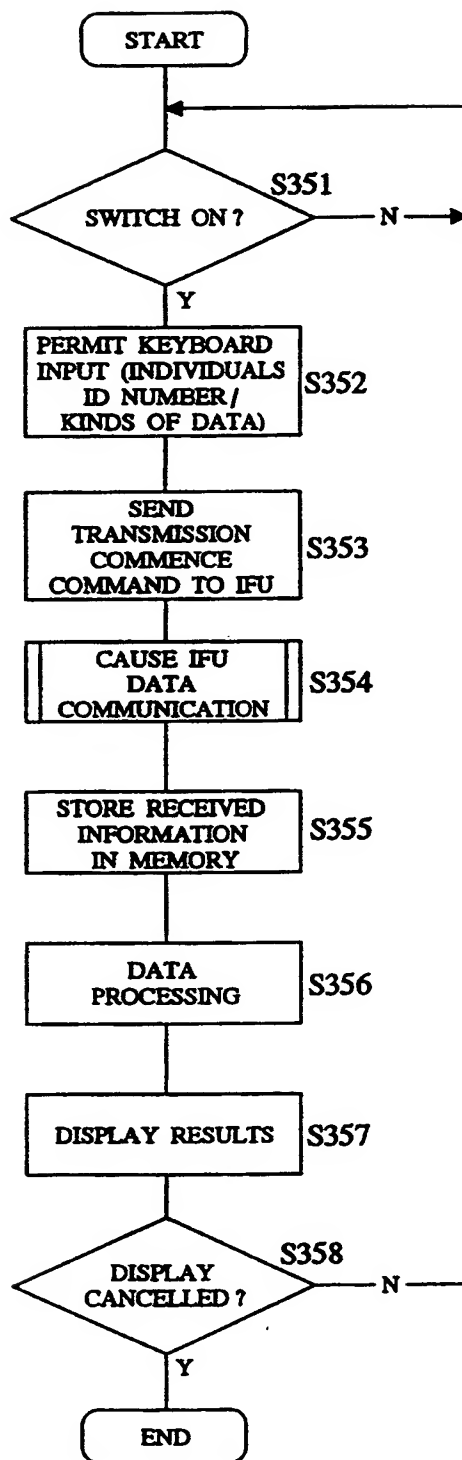 START
S351
SWITCH ON ?
N
Y
PERMIT KEYBOARD
INPUT (INDIVIDUALS
ID NUMBER /
KINDS OF DATA)
S352
SEND
TRANSMISSION
COMMENCE
COMMAND TO IFU
S353
CAUSE IFU
DATA
COMMUNICATION
S354
STORE RECEIVED
INFORMATION
IN MEMORY
S355
DATA
PROCESSING
S356
DISPLAY RESULTS
S357
S358
DISPLAY
CANCELLED ?
N
Y
END